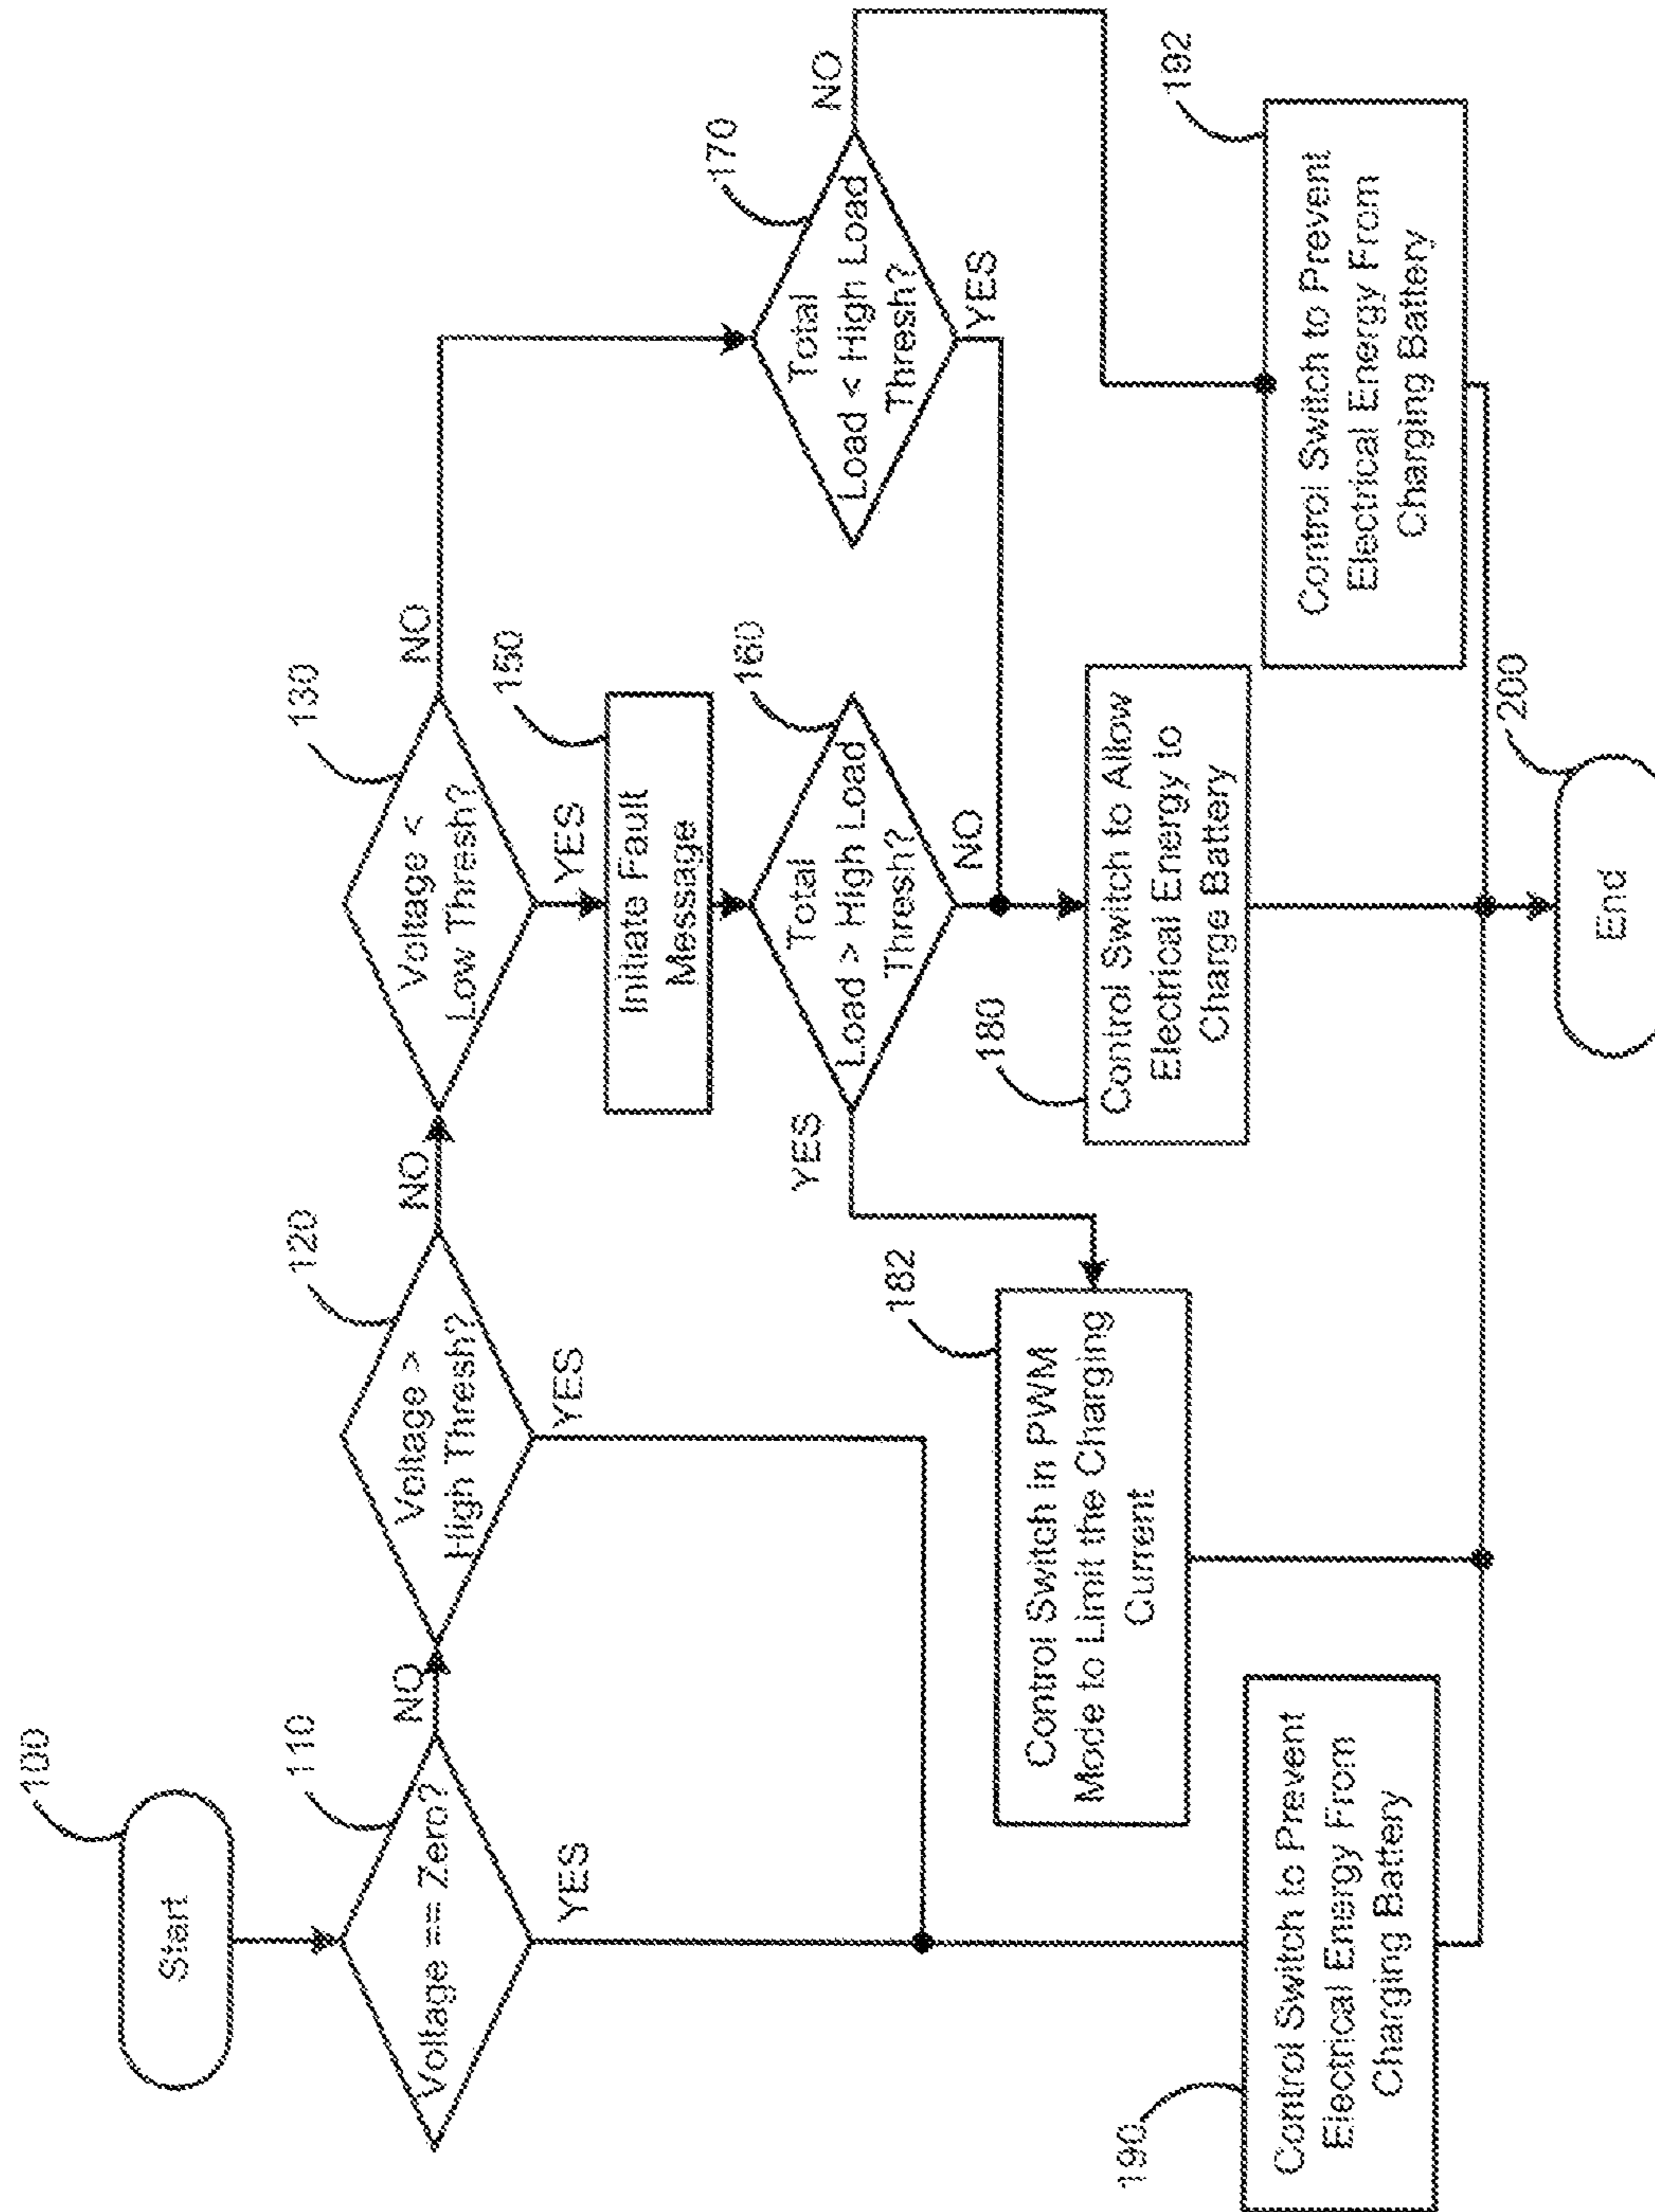 100
Start
110
Voltage == Zero?
NO
YES
120
Voltage >
High Thresh?
NO
YES
130
Voltage <
Low Thresh?
NO
YES
150
Initiate Fault
Message
160
Total
Load > High Load
Thresh?
YES
NO
170
Total
Load < High Load
Thresh?
NO
YES
182
Control Switch in PWM
Mode to Limit the Charging
Current
180
Control Switch to Allow
Electrical Energy to
Charge Battery
190
Control Switch to Prevent
Electrical Energy From
Charging Battery
192
Control Switch to Prevent
Electrical Energy From
Charging Battery
200
End